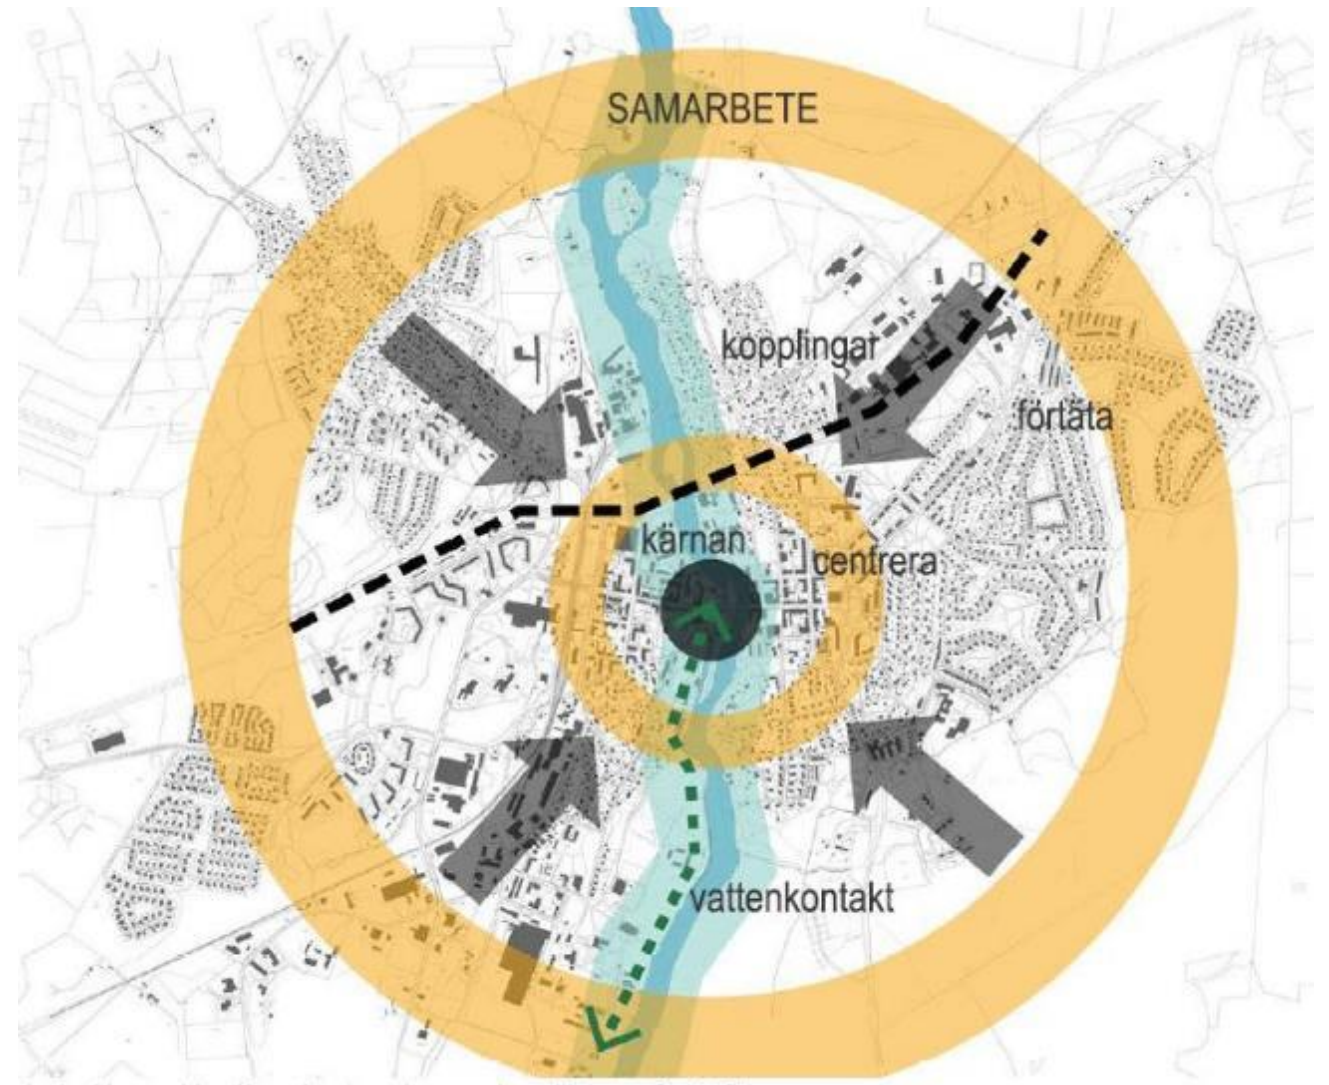 SAMARBETE
kopplingar
förtäta
kärnan
centrera
vattenkontakt